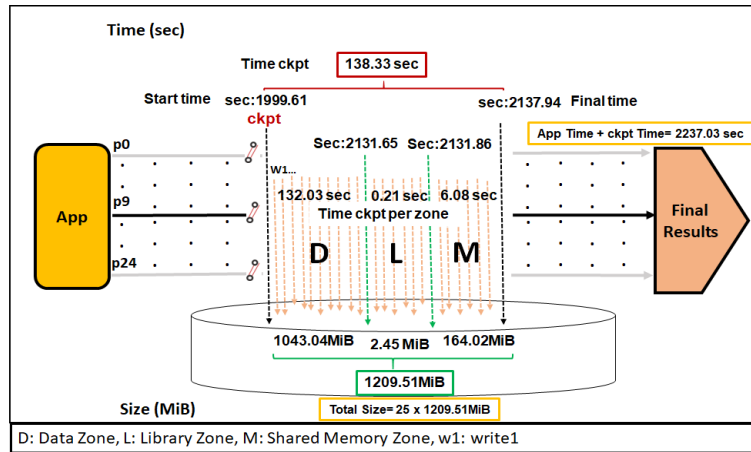 Time (sec)
Time ckpt
138.33 sec
Start time
sec:1999.61
sec:2137.94
Final time
ckpt
App Time + ckpt Time= 2237.03 sec
p0
Sec:2131.65
Sec:2131.86
W1...
132.03 sec
0.21 sec
6.08 sec
Time ckpt per zone
App
p9
Final
Results
D
L
M
p24
1043.04MiB
2.45 MiB
164.02MiB
1209.51MiB
Size (MiB)
Total Size= 25 x 1209.51MiB
D: Data Zone, L: Library Zone, M: Shared Memory Zone, w1: write1